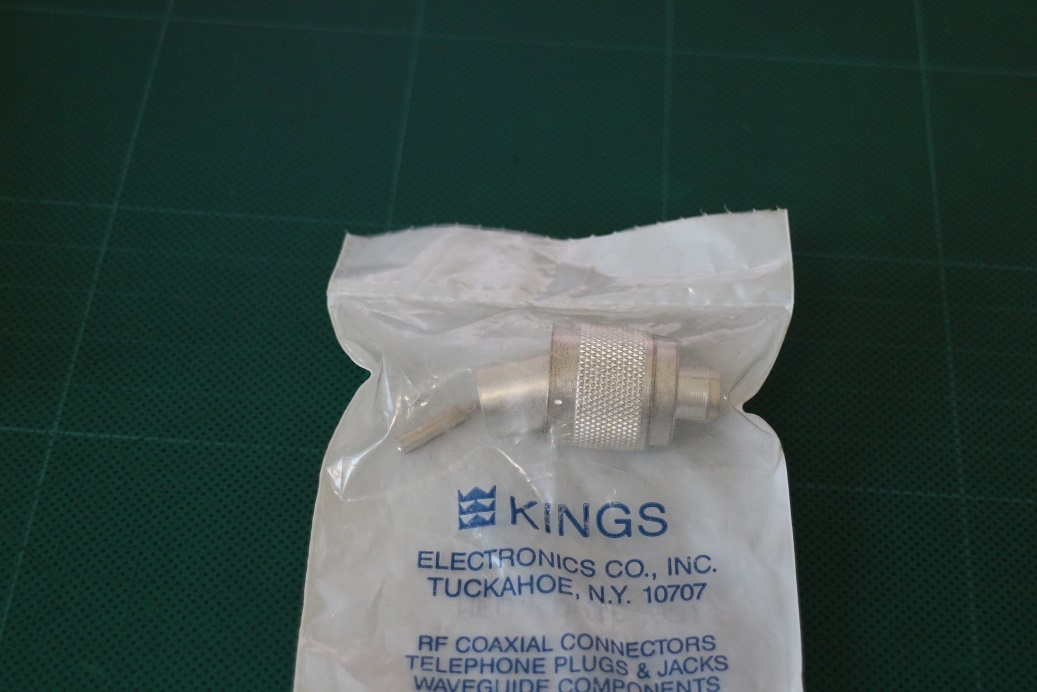 KINGS
ELECTRONICS CO., INC.
TUCKAHOE, N.Y. 10707
RF COAXIAL CONNECTORS
TELEPHONE PLUGS & JACKS
WAVEGUIDE COMPONENTS